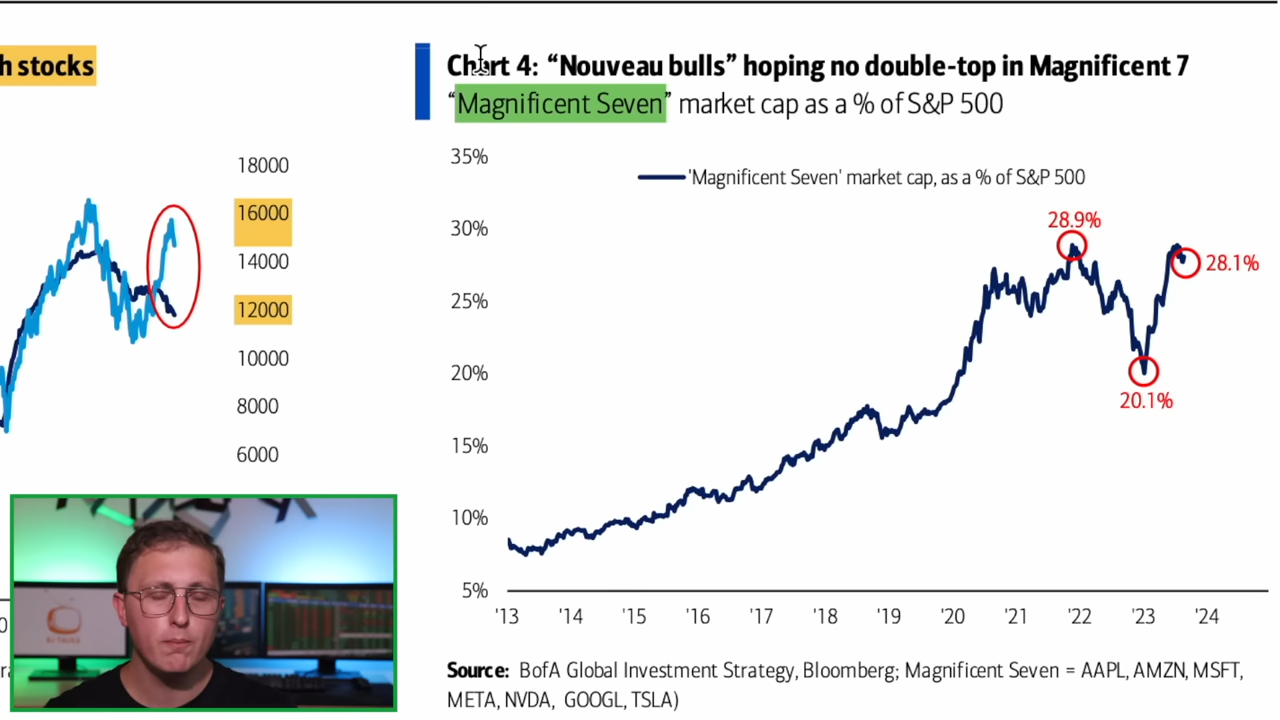 h stocks
18000
16000
14000
12000
10000
8000
6000
Chart 4: “Nouveau bulls” hoping no double-top in Magnificent 7
“Magnificent Seven” market cap as a % of S&P 500
35%
'Magnificent Seven' market cap, as a % of S&P 500
30%
25%
20%
15%
10%
5%
28.9%
28.1%
20.1%
'13 '14 '15 '16 '17 '18 '19 '20 '21 '22 '23 '24
Source: BofA Global Investment Strategy, Bloomberg; Magnificent Seven = AAPL, AMZN, MSFT,
META, NVDA, GOOGL, TSLA)
0